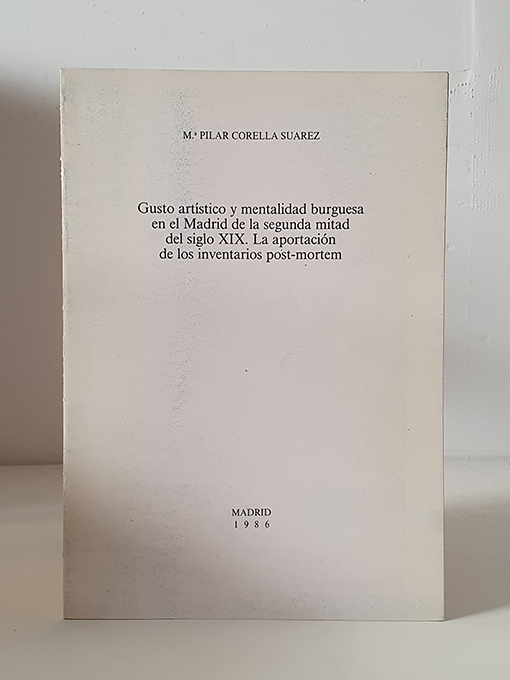 M.ª PILAR CORELLA SUAREZ
Gusto artístico y mentalidad burguesa
en el Madrid de la segunda mitad
del siglo XIX. La aportación
de los inventarios post-mortem
MADRID
1986